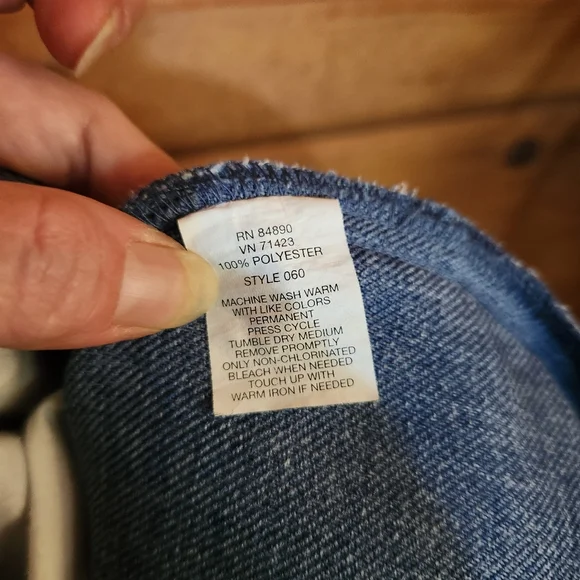 RN 84890
VN 71423
100% POLYESTER
STYLE 060
MACHINE WASH WARM
WITH LIKE COLORS
PERMANENT
PRESS CYCLE
TUMBLE DRY MEDIUM
REMOVE PROMPTLY
ONLY NON-CHLORINATED
BLEACH WHEN NEEDED
TOUCH UP WITH
WARM IRON IF NEEDED